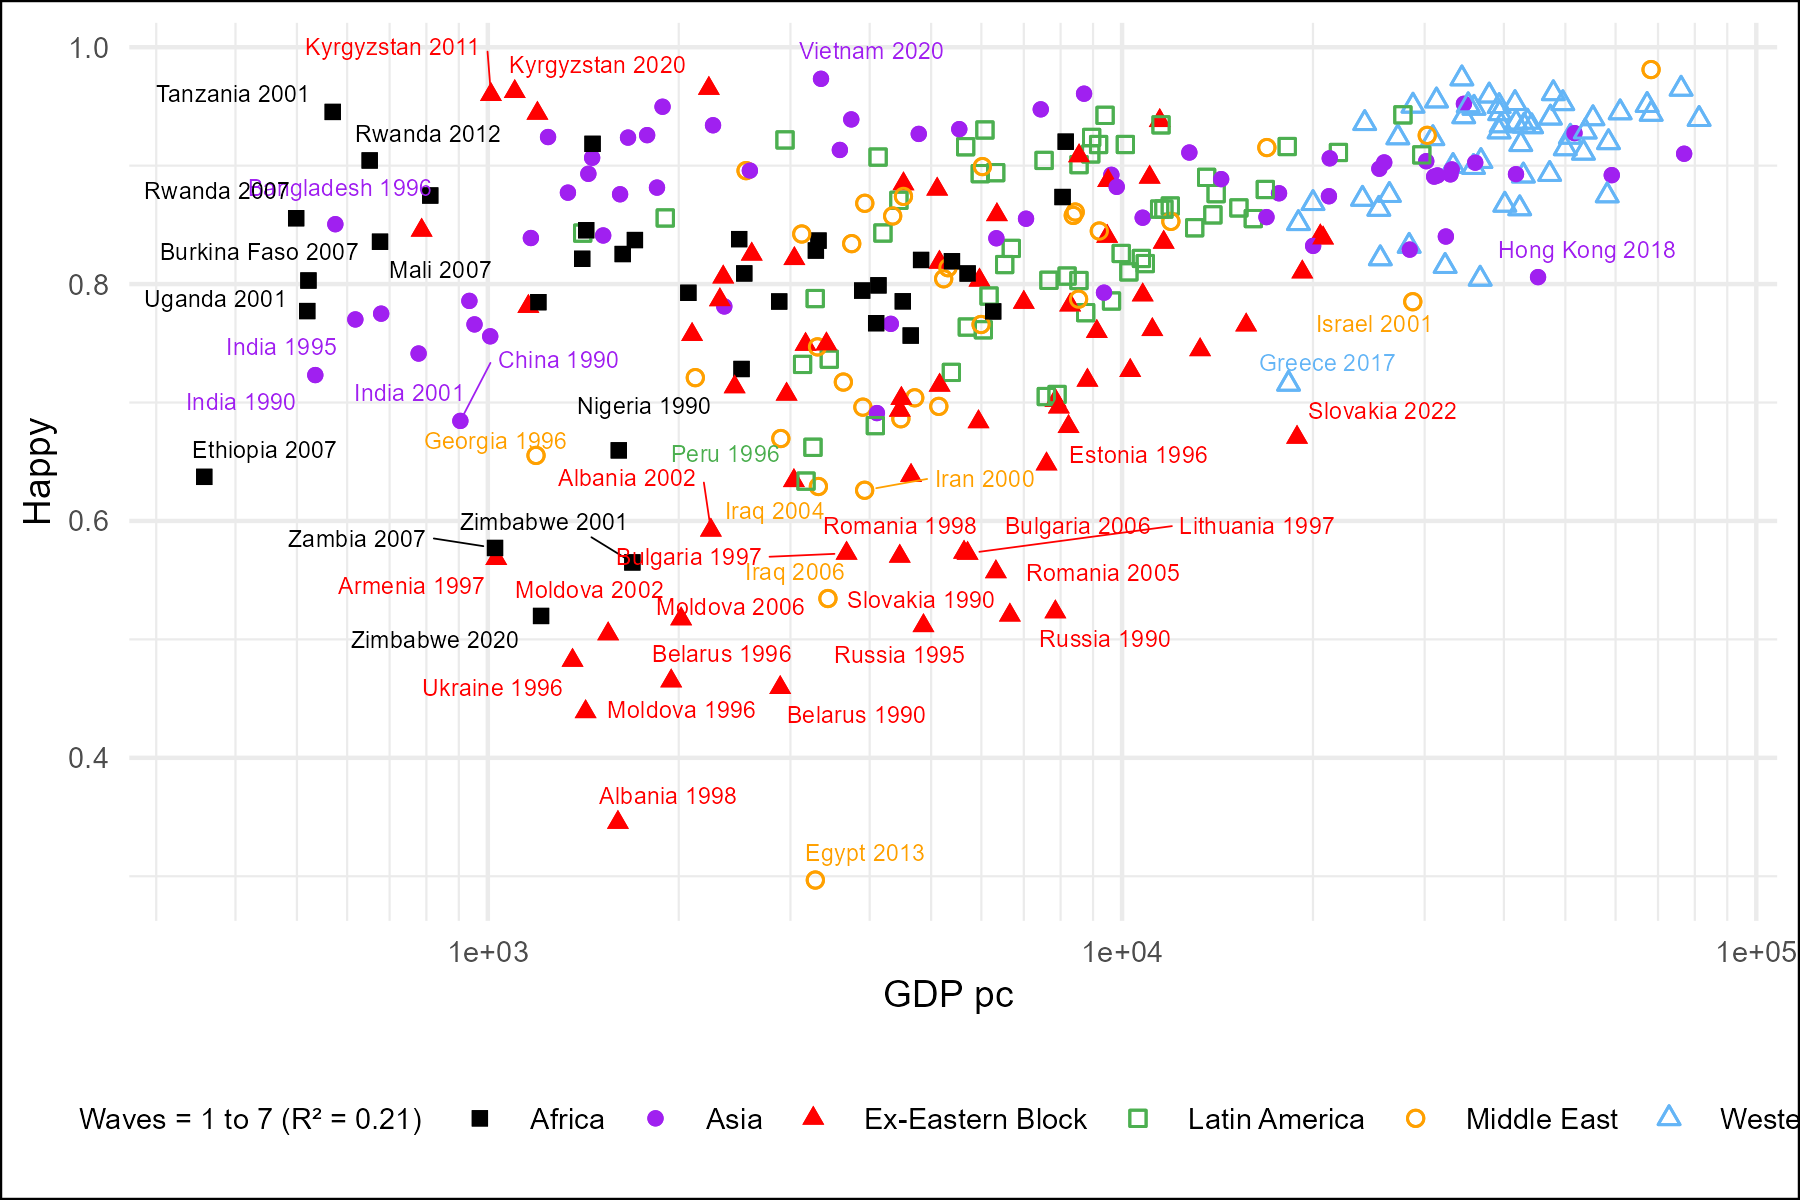 1.0
0.8
0.6
0.4
Happy
Kyrgyzstan 2011
Vietnam 2020
Kyrgyzstan 2020
Tanzania 2001
Rwanda 2012
Rwanda 2007
Bangladesh 1996
Burkina Faso 2007
Hong Kong 2018
Mali 2007
Uganda 2001
Israel 2001
India 1995
China 1990
Greece 2017
India 2001
India 1990
Nigeria 1990
Slovakia 2022
Georgia 1996
Ethiopia 2007
Peru 1996
Estonia 1996
Albania 2002
Iran 2000
Iraq 2004
Zimbabwe 2001
Romania 1998
Bulgaria 2006
Lithuania 1997
Zambia 2007
Bulgaria 1997
Iraq 2006
Romania 2005
Armenia 1997
Moldova 2002
Moldova 2006
Slovakia 1990
Zimbabwe 2020
Russia 1990
Belarus 1996
Russia 1995
Ukraine 1996
Moldova 1996
Belarus 1990
Albania 1998
Egypt 2013
1e+03
1e+04
1e+05
GDP pc
Waves = 1 to 7 (R² = 0.21) Africa Asia Ex-Eastern Block Latin America Middle East Weste